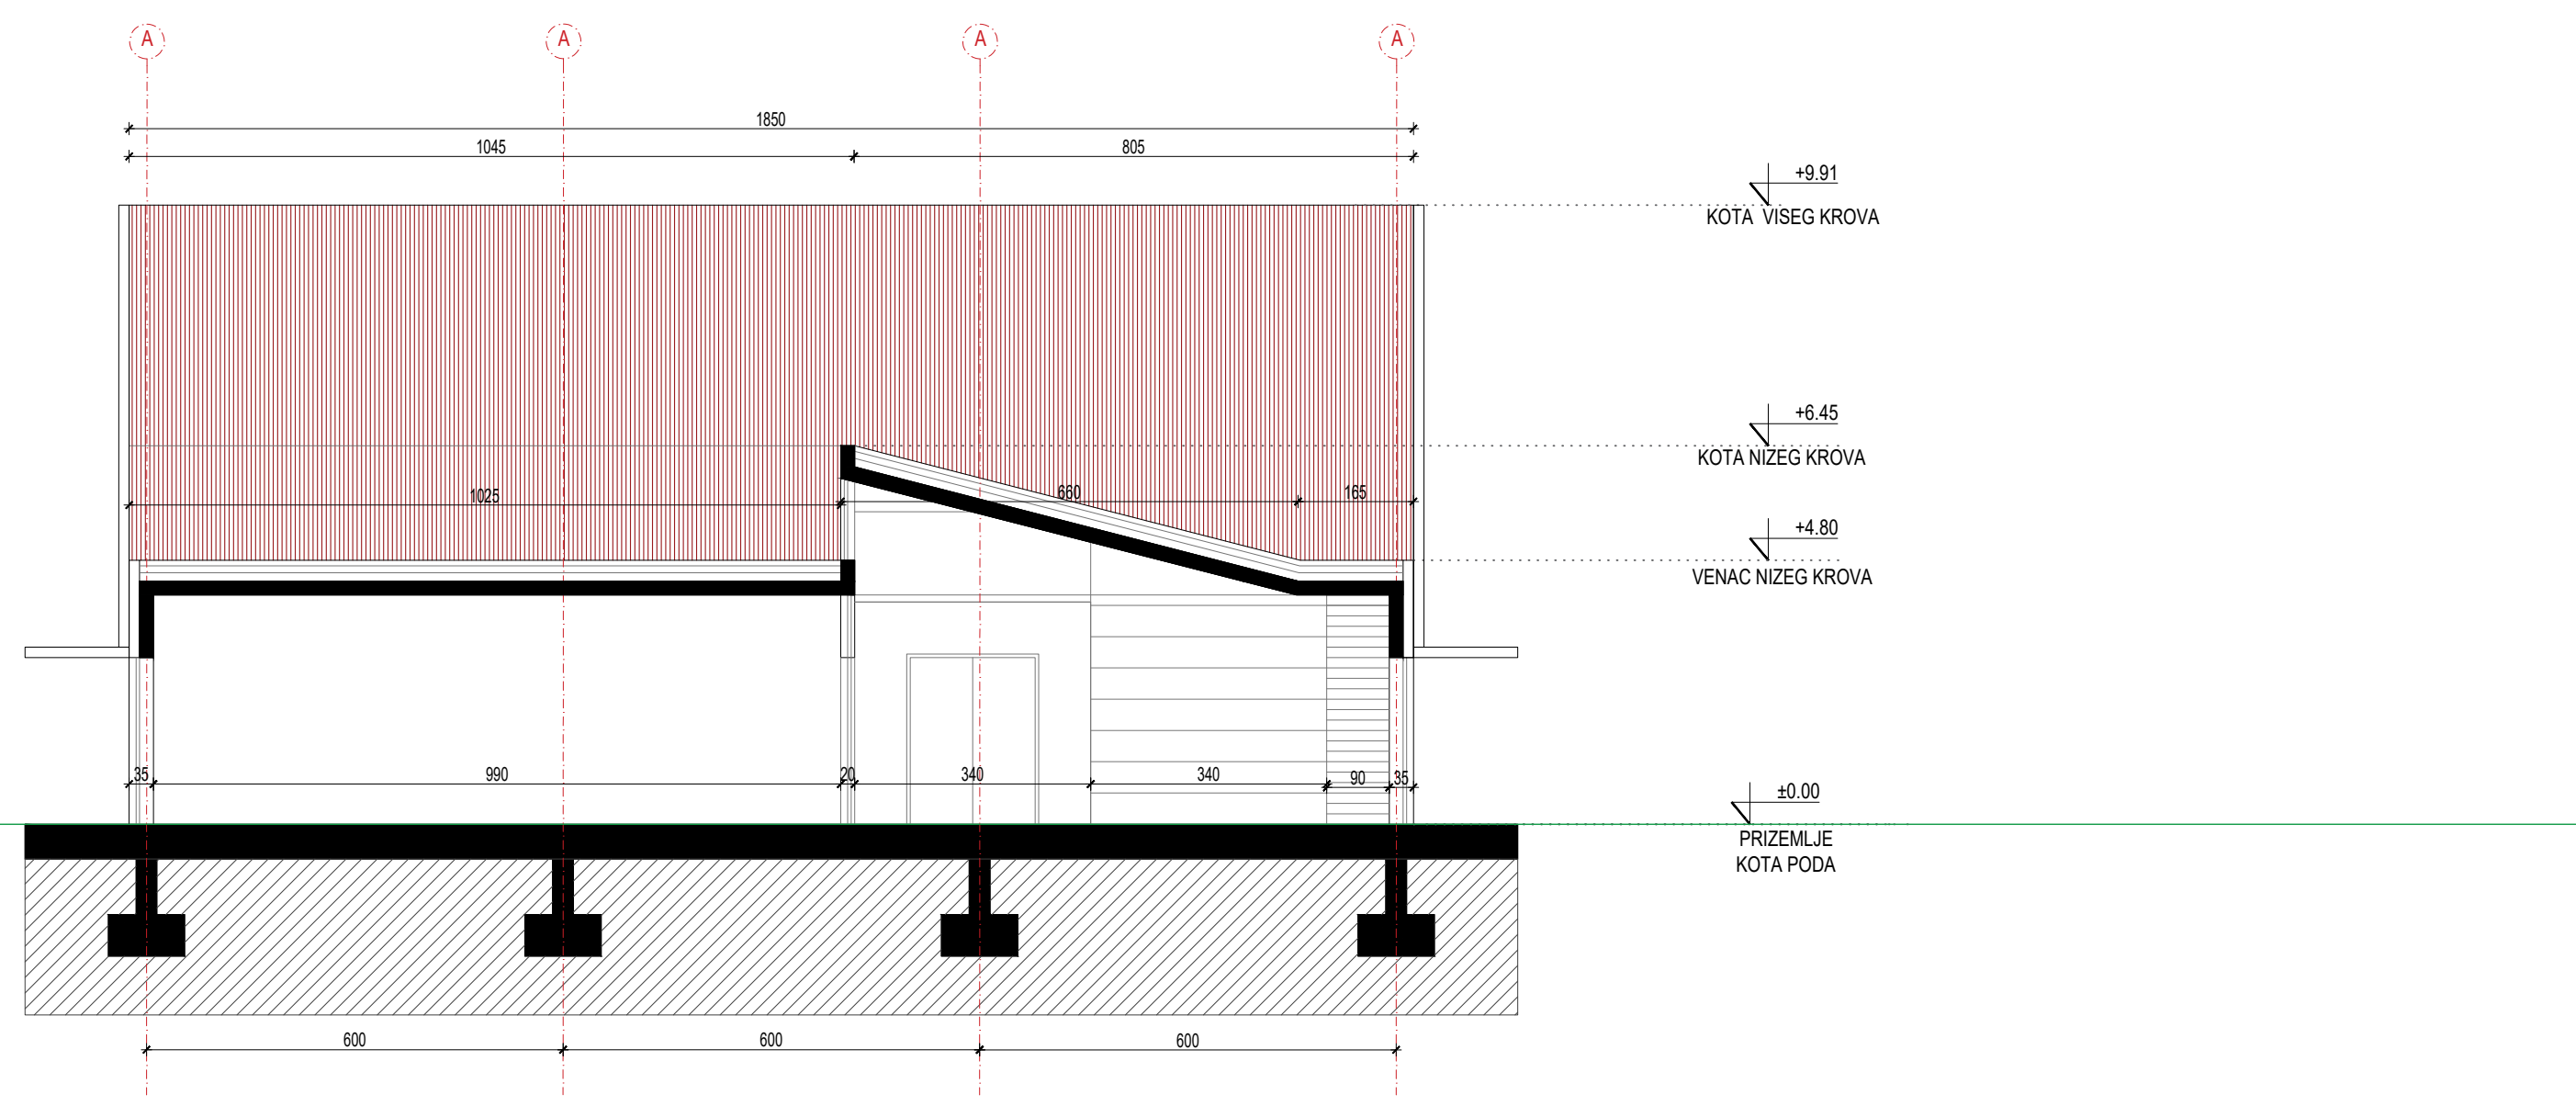 A A A A
1850
1045 805
+9.91
KOTA VISEG KROVA
+6.45
KOTA NIZEG KROVA
1025 660 165
+4.80
VENAC NIZEG KROVA
35 990 20 340 340 90 35
±0.00
PRIZEMLJE
KOTA PODA
600 600 600